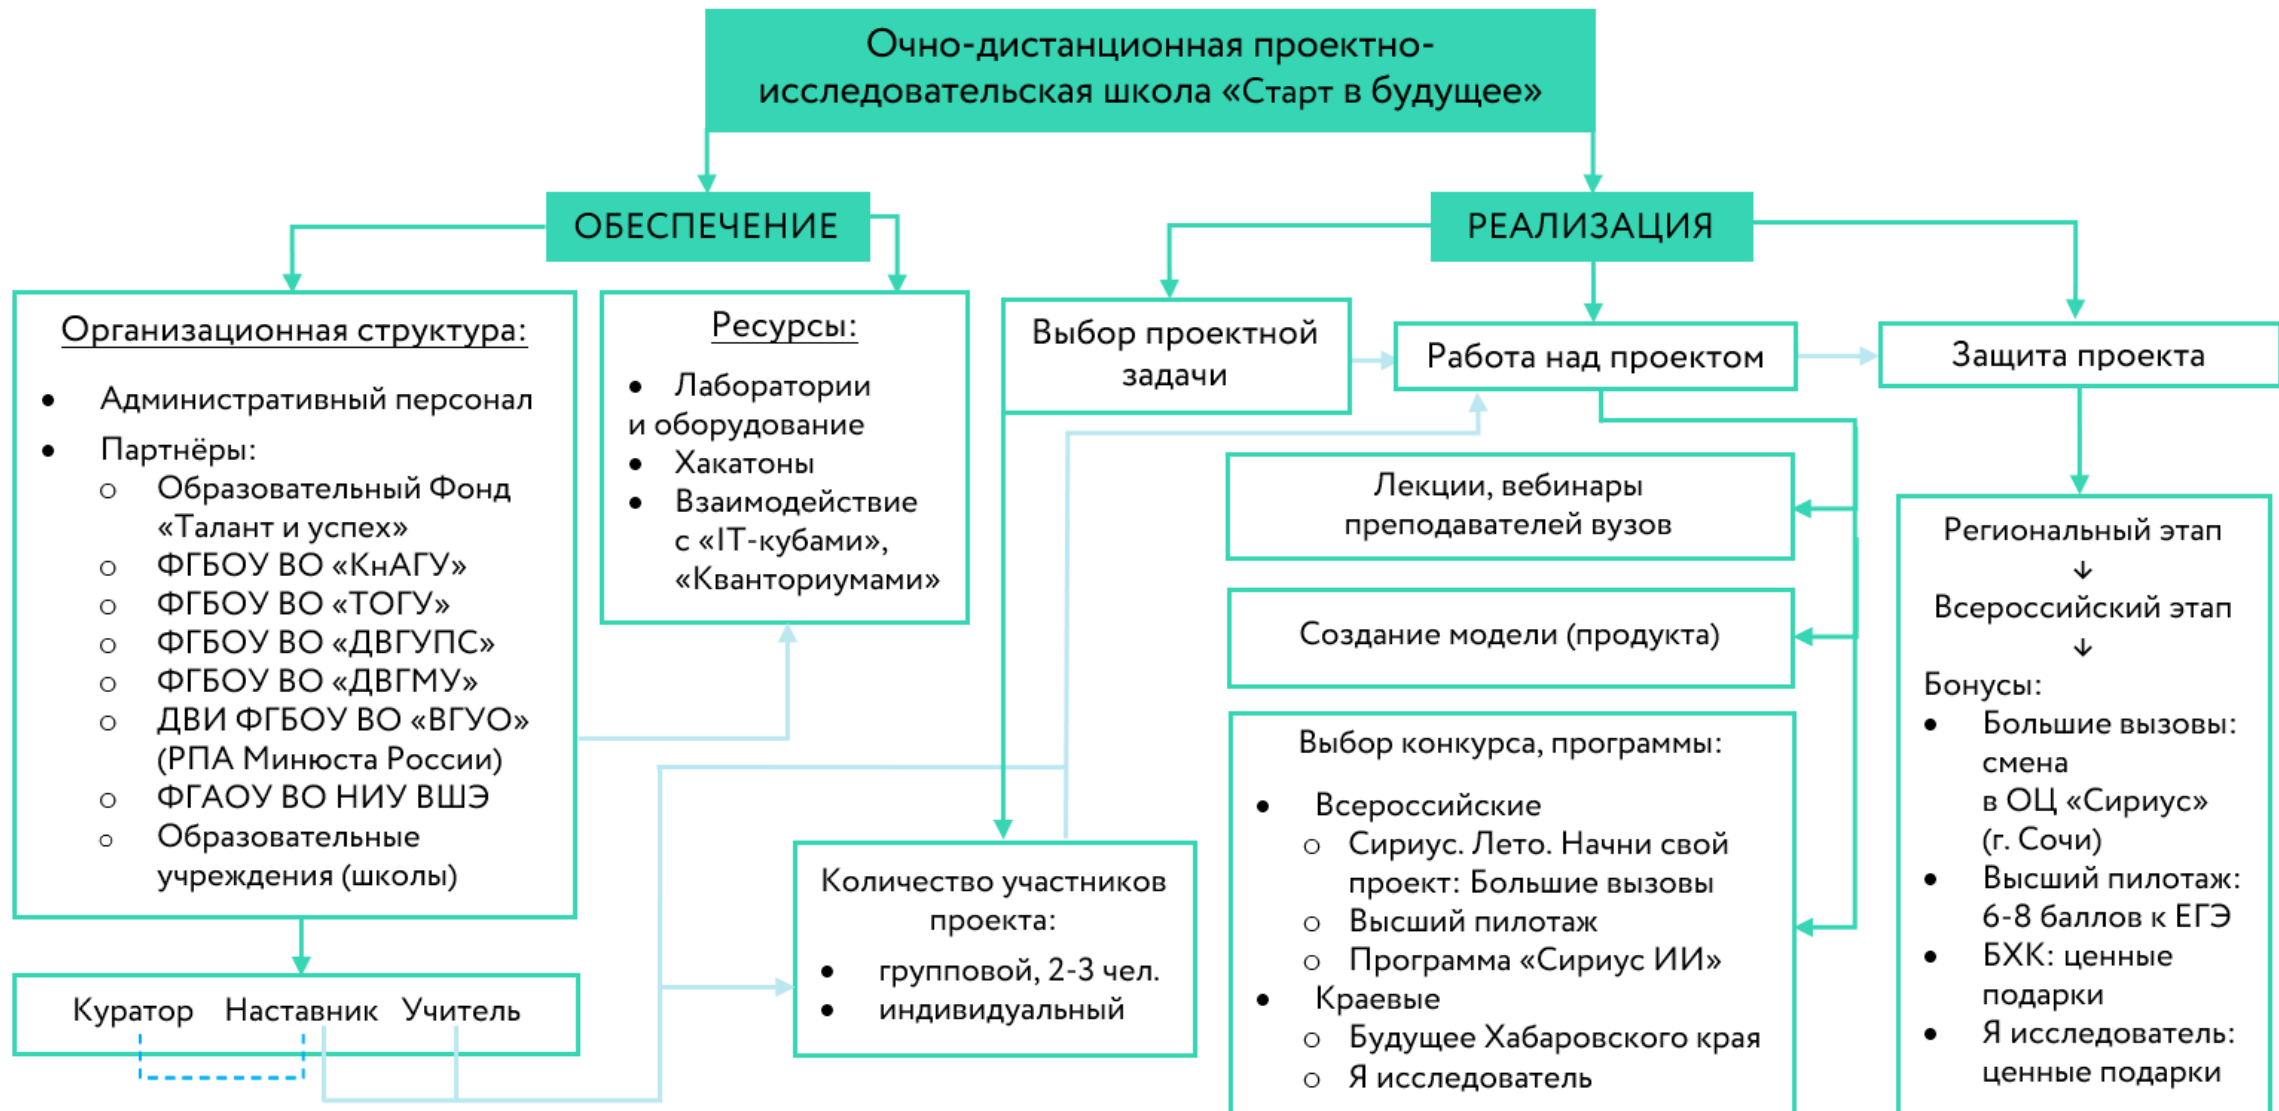 Очно-дистанционная проектно-
исследовательская школа «Старт в будущее»
ОБЕСПЕЧЕНИЕ
РЕАЛИЗАЦИЯ
Организационная структура:
• Административный персонал
• Партнёры:
o Образовательный Фонд
«Талант и успех»
o ФГБОУ ВО «КнАГУ»
o ФГБОУ ВО «ТОГУ»
o ФГБОУ ВО «ДВГУПС»
o ФГБОУ ВО «ДВГМУ»
o ДВИ ФГБОУ ВО «ВГУО»
(РПА Минюста России)
o ФГАОУ ВО НИУ ВШЭ
o Образовательные
учреждения (школы)
Куратор Наставник Учитель
Ресурсы:
• Лаборатории
и оборудование
• Хакатоны
• Взаимодействие
с «IT-кубами»,
«Кванториумами»
Выбор проектной
задачи
Количество участников
проекта:
• групповой, 2-3 чел.
• индивидуальный
Работа над проектом
Лекции, вебинары
преподавателей вузов
Создание модели (продукта)
Выбор конкурса, программы:
• Всероссийские
o Сириус. Лето. Начни свой
проект: Большие вызовы
o Высший пилотаж
o Программа «Сириус ИИ»
• Краевые
o Будущее Хабаровского края
o Я исследователь
Защита проекта
Региональный этап
↓
Всероссийский этап
↓
Бонусы:
• Большие вызовы:
смена
в ОЦ «Сириус»
(г. Сочи)
• Высший пилотаж:
6-8 баллов к ЕГЭ
• БХК: ценные
подарки
• Я исследователь:
ценные подарки